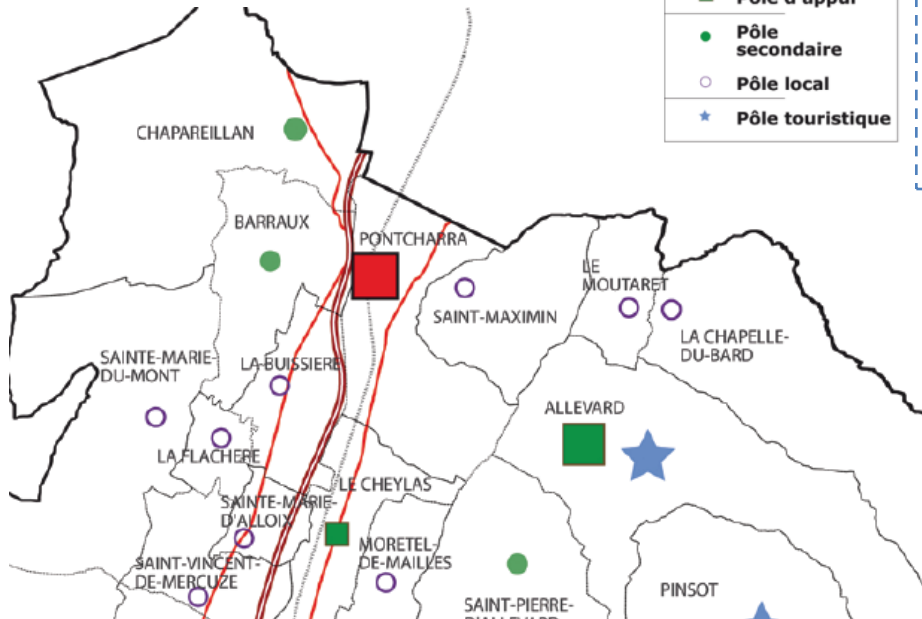 Pôle d'appui
Pôle
secondaire
Pôle local
Pôle touristique
CHAPAREILLAN
BARRAUX
PONTCHARRA
LE
MOUTARET
SAINT-MAXIMIN
LA CHAPELLE-
DU-BARD
SAINTE-MARIE-
DU-MONT
LA BUISSIERE
ALLEVARD
LA FLACHERE
LE CHEYLAS
SAINTE-MARIE-
D'ALLOIX
MORETEL-
DE-MAILLES
SAINT-VINCENT-
DE-MERCUZE
PINSOT
SAINT-PIERRE-